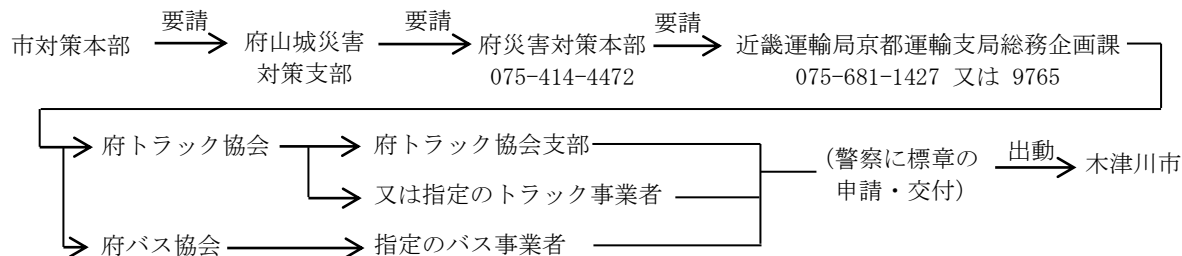 要請
要請
要請
市対策本部
府山城災害
対策支部
府災害対策本部
075-414-4472
近畿運輸局京都運輸支局総務企画課
075-681-1427 又は 9765
府トラック協会
府トラック協会支部
又は指定のトラック事業者
府バス協会
指定のバス事業者
(警察に標章の
申請・交付)
出動
木津川市